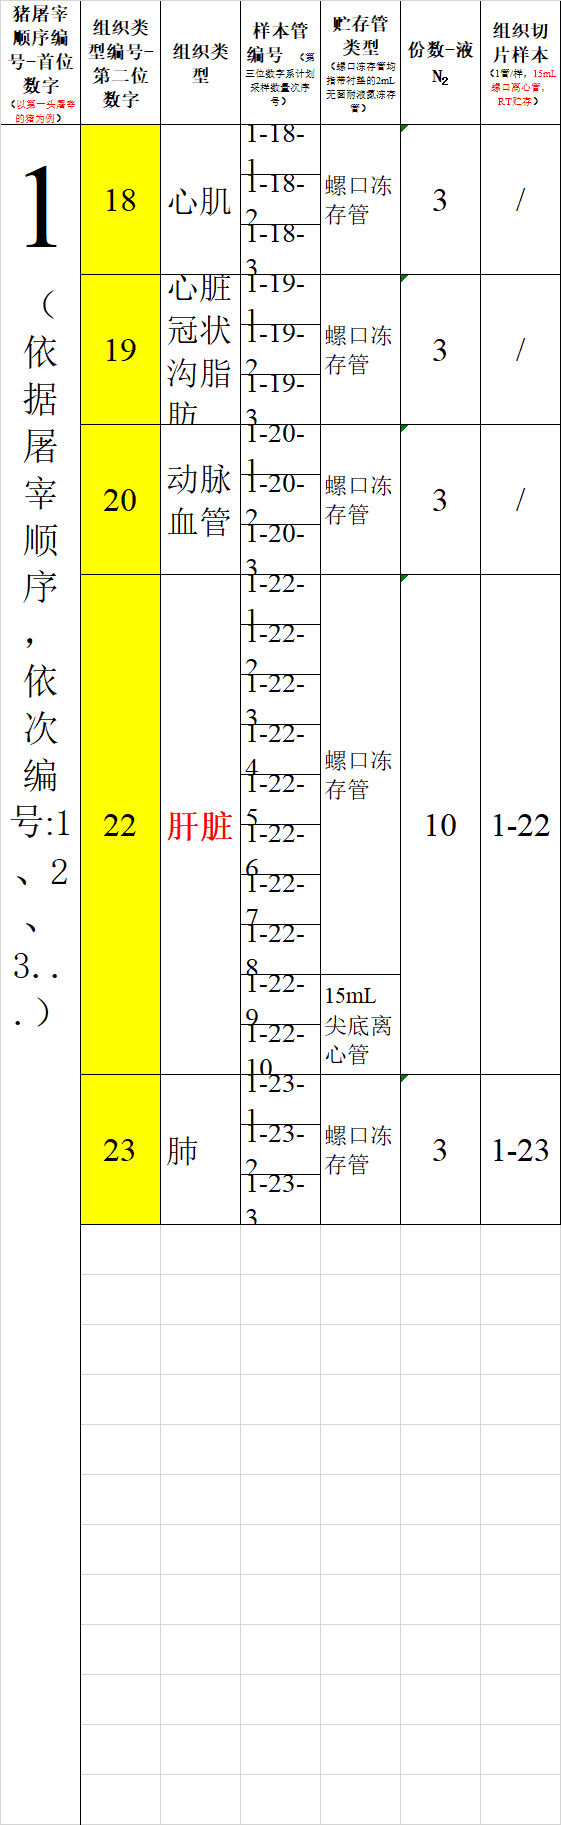 猪屠宰
顺序编
号-首位
数字
（以第一头屠宰
的猪为例）
组织类
型编号-
第二位
数字
组织类
型
样本管
编号 （第
三位数字系计划
采样数量次序
号）
贮存管
类型
（螺口冻存管均
指带衬垫的2mL
无菌耐液氮冻存
管）
份数-液
N₂
组织切
片样本
（1管/样，15mL
螺口离心管，
RT贮存）
1
（
依
据
屠
宰
顺
序
，
依
次
编
号:1
、2
、
3..
.）
18
心肌
1-18-
1
1-18-
2
1-18-
3
螺口冻
存管
3
/
19
心脏
冠状
沟脂
肪
1-19-
1
1-19-
2
1-19-
3
螺口冻
存管
3
/
20
动脉
血管
1-20-
1
1-20-
2
1-20-
3
螺口冻
存管
3
/
22
肝脏
1-22-
1
1-22-
2
1-22-
3
1-22-
4
1-22-
5
1-22-
6
1-22-
7
1-22-
8
1-22-
9
1-22-
10
螺口冻
存管
15mL
尖底离
心管
10
1-22
23
肺
1-23-
1
1-23-
2
1-23-
3
螺口冻
存管
3
1-23